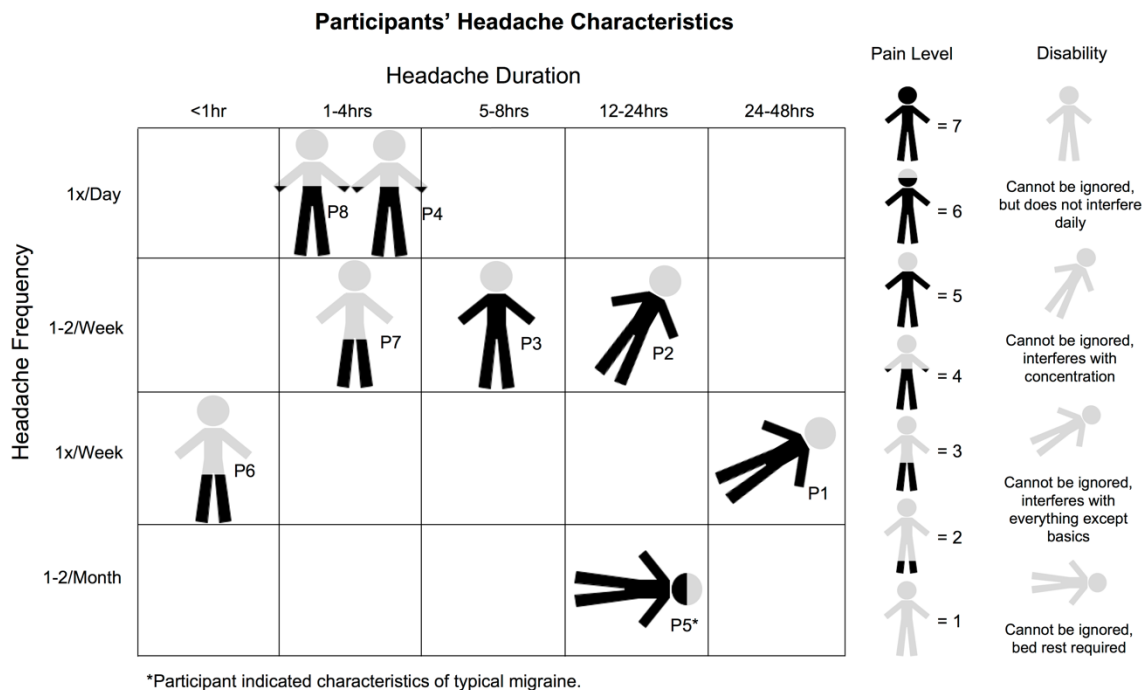 Participants' Headache Characteristics
Headache Duration
<1hr
1-4hrs
5-8hrs
12-24hrs
24-48hrs
Headache Frequency
1x/Day
P8
P4
1-2/Week
P7
P3
P2
1x/Week
P6
P1
1-2/Month
P5*
*Participant indicated characteristics of typical migraine.
Pain Level
= 7
= 6
= 5
= 4
= 3
= 2
= 1
Disability
Cannot be ignored,
but does not interfere
daily
Cannot be ignored,
interferes with
concentration
Cannot be ignored,
interferes with
everything except
basics
Cannot be ignored,
bed rest required